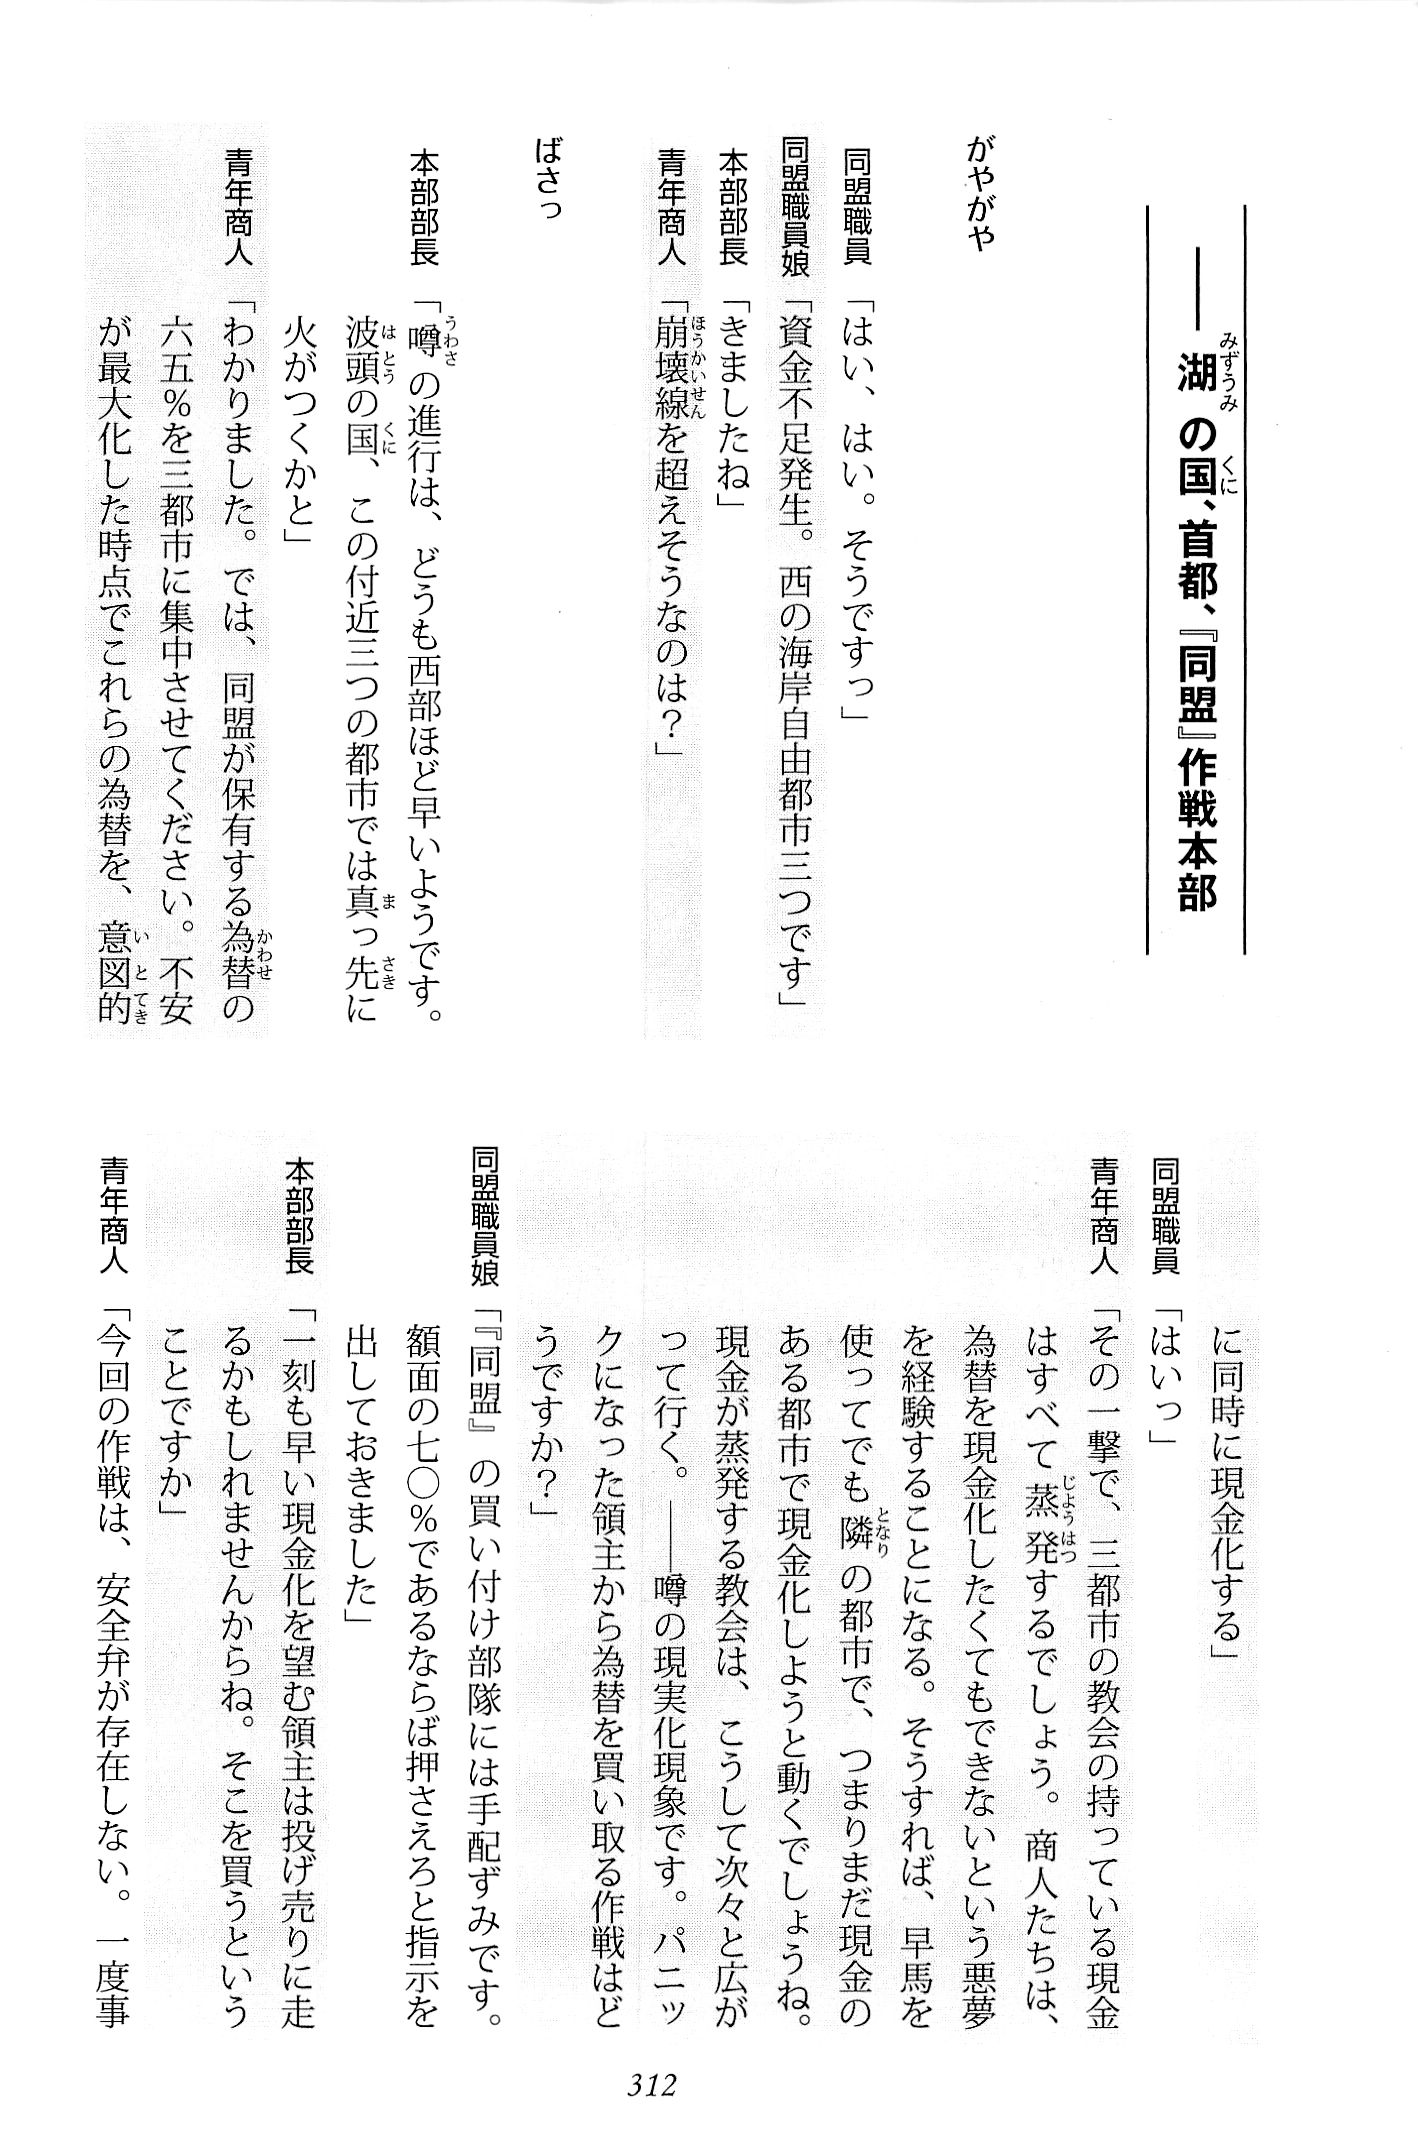 ――湖の国、首都、『同盟』作戦本部
がやがや
同盟職員「はい、はい。そうですっ」
同盟職員娘「資金不足発生。西の海岸自由都市三つです」
本部部長「きましたね」
青年商人「崩壊線を超えそうなのは？」
ばさっ
本部部長「噂の進行は、どうも西部ほど早いようです。
波頭の国、この付近三つの都市では真っ先に
火がつくかと」
青年商人「わかりました。では、同盟が保有する為替の
六五％を三都市に集中させてください。不安
が最大化した時点でこれらの為替を、意図的
に同時に現金化する」
同盟職員「はいっ」
青年商人「その一撃で、三都市の教会の持っている現金
はすべて蒸発するでしょう。商人たちは、
為替を現金化したくてもできないという悪夢
を経験することになる。そうすれば、早馬を
使ってでも隣の都市で、つまりまだ現金の
ある都市で現金化しようと動くでしょうね。
現金が蒸発する教会は、こうして次々と広が
って行く。――噂の現実化現象です。パニッ
クになった領主から為替を買い取る作戦はど
うですか？」
同盟職員娘「『同盟』の買い付け部隊には手配ずみです。
額面の七〇％であるならば押さえろと指示を
出しておきました」
本部部長「一刻も早い現金化を望む領主は投げ売りに走
るかもしれませんからね。そこを買うという
ことですか」
青年商人「今回の作戦は、安全弁が存在しない。一度事
312